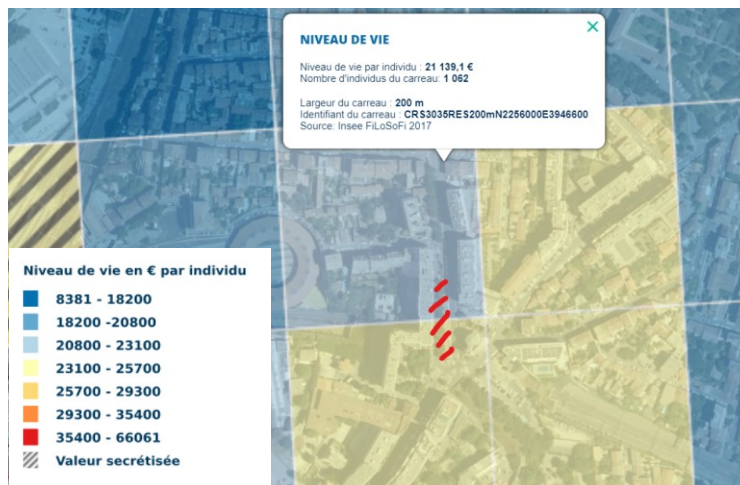 NIVEAU DE VIE
Niveau de vie par individu : 21 139,1 €
Nombre d'individus du carreau: 1 062
Largeur du carreau : 200 m
Identifiant du carreau : CRS3035RES200mN2256000E3946600
Source: Insee FiLoSoFi 2017
Niveau de vie en € par individu
8381 - 18200
18200 -20800
20800 - 23100
23100 - 25700
25700 - 29300
29300 - 35400
35400 - 66061
Valeur secrétisée